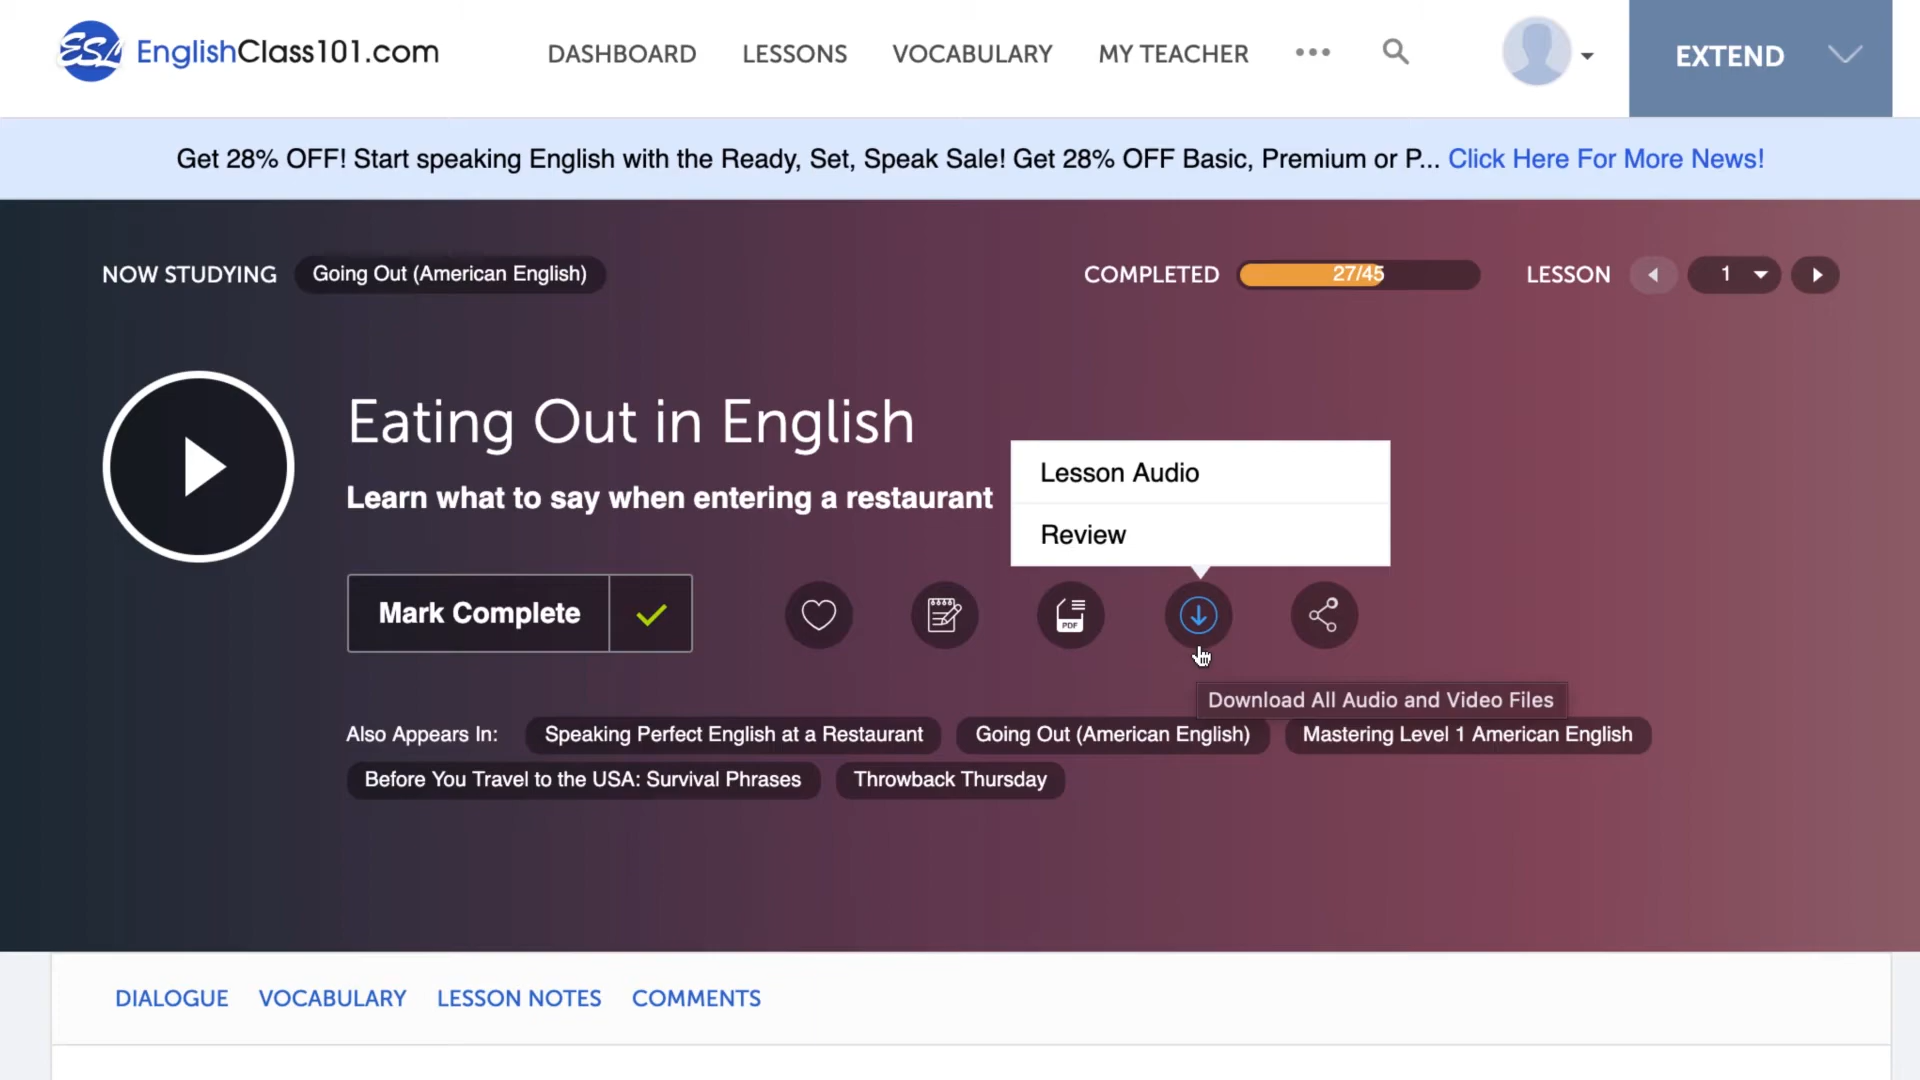 ESL EnglishClass101.com DASHBOARD LESSONS VOCABULARY MY TEACHER EXTEND
Get 28% OFF! Start speaking English with the Ready, Set, Speak Sale! Get 28% OFF Basic, Premium or P... Click Here For More News!
NOW STUDYING Going Out (American English) COMPLETED 27/45 LESSON 1
Eating Out in English
Learn what to say when entering a restaurant
Lesson Audio
Review
Mark Complete
PDF
Download All Audio and Video Files
Also Appears In: Speaking Perfect English at a Restaurant Going Out (American English) Mastering Level 1 American English
Before You Travel to the USA: Survival Phrases Throwback Thursday
DIALOGUE VOCABULARY LESSON NOTES COMMENTS